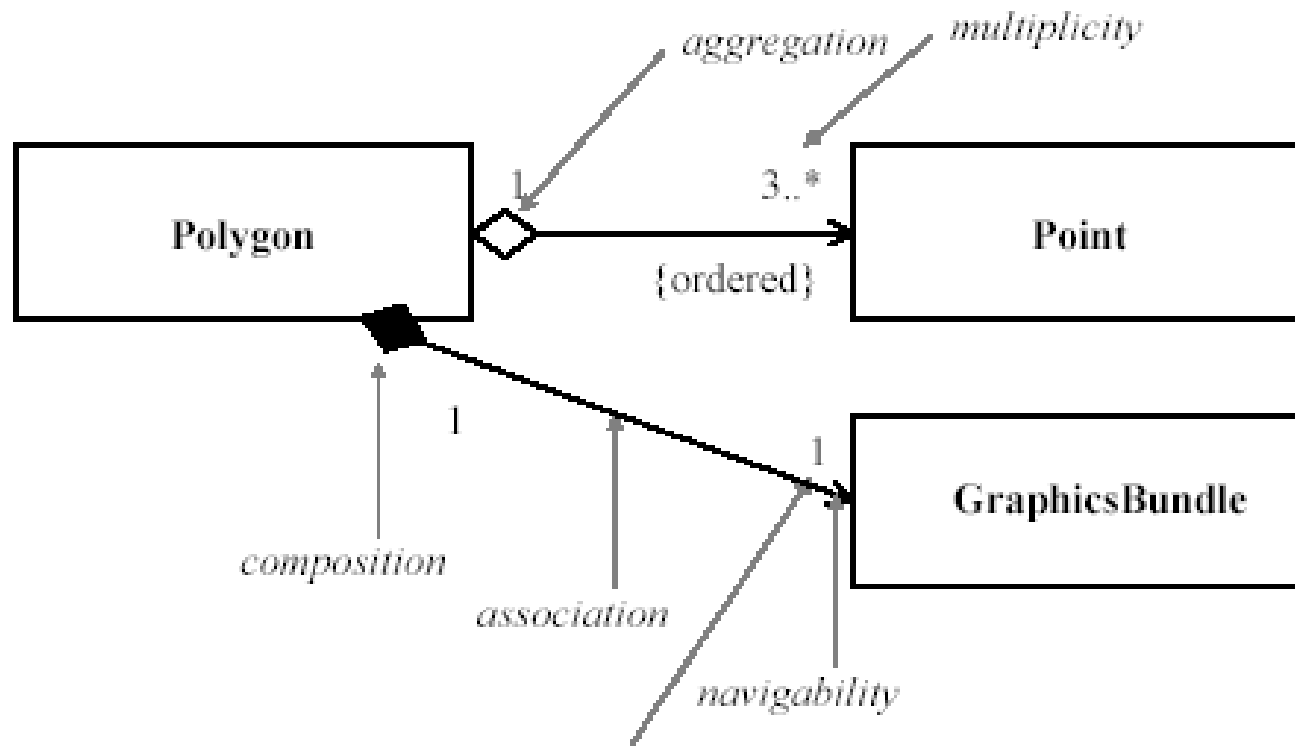 aggregation
multiplicity
1
3..*
Polygon
Point
{ordered}
1
1
GraphicsBundle
composition
association
navigability